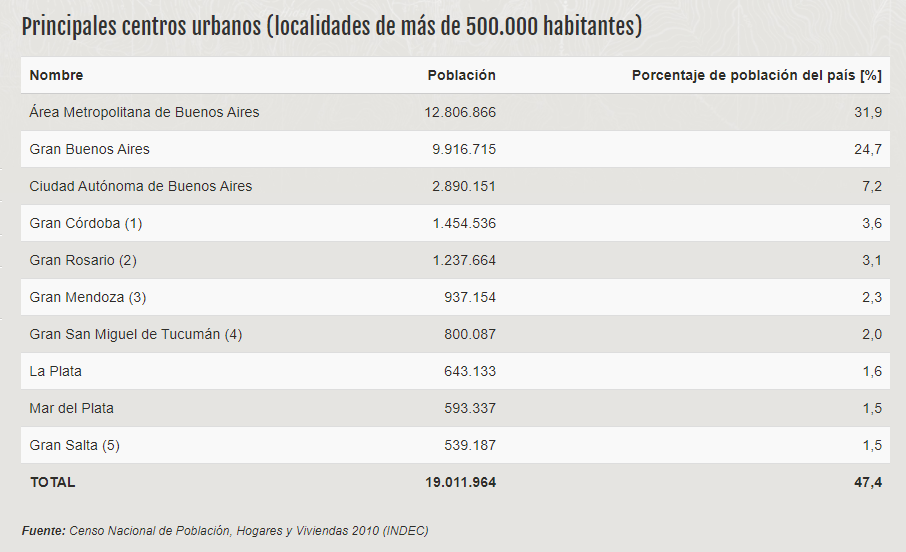 Principales centros urbanos (localidades de más de 500.000 habitantes)
Nombre Población Porcentaje de población del país [%]
Área Metropolitana de Buenos Aires 12.806.866 31,9
Gran Buenos Aires 9.916.715 24,7
Ciudad Autónoma de Buenos Aires 2.890.151 7,2
Gran Córdoba (1) 1.454.536 3,6
Gran Rosario (2) 1.237.664 3,1
Gran Mendoza (3) 937.154 2,3
Gran San Miguel de Tucumán (4) 800.087 2,0
La Plata 643.133 1,6
Mar del Plata 593.337 1,5
Gran Salta (5) 539.187 1,5
TOTAL 19.011.964 47,4
Fuente: Censo Nacional de Población, Hogares y Viviendas 2010 (INDEC)